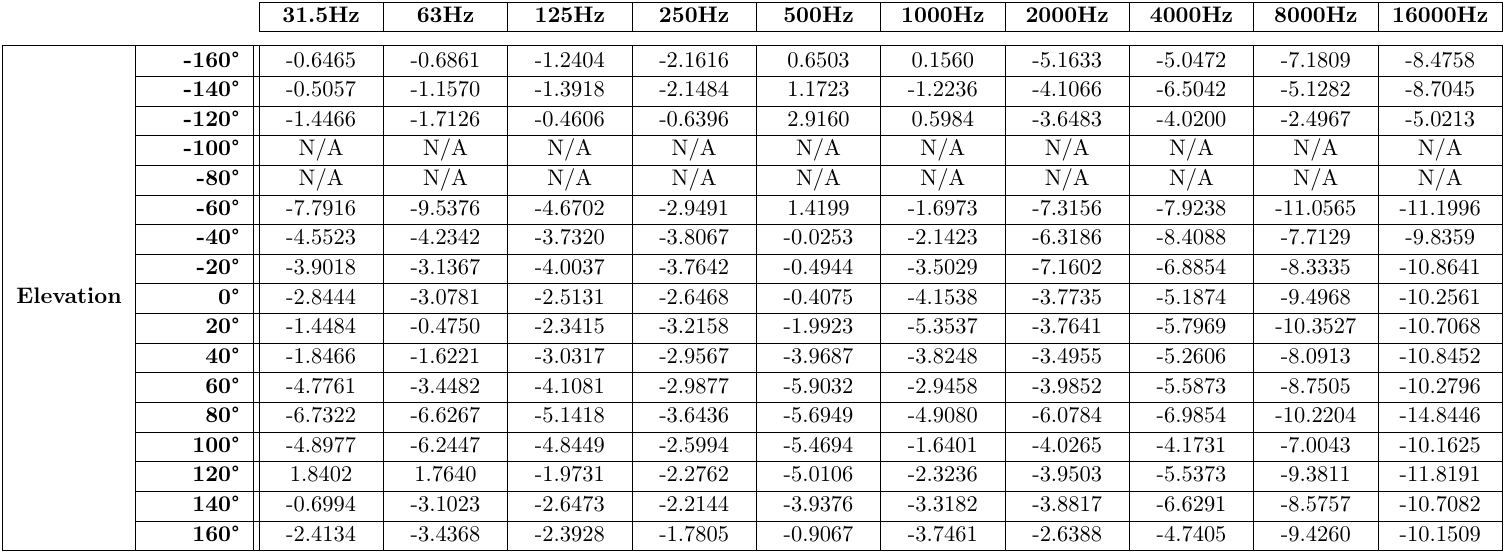 31.5Hz 63Hz 125Hz 250Hz 500Hz 1000Hz 2000Hz 4000Hz 8000Hz 16000Hz
-160° -0.6465 -0.6861 -1.2404 -2.1616 0.6503 0.1560 -5.1633 -5.0472 -7.1809 -8.4758
-140° -0.5057 -1.1570 -1.3918 -2.1484 1.1723 -1.2236 -4.1066 -6.5042 -5.1282 -8.7045
-120° -1.4466 -1.7126 -0.4606 -0.6396 2.9160 0.5984 -3.6483 -4.0200 -2.4967 -5.0213
-100° N/A N/A N/A N/A N/A N/A N/A N/A N/A N/A
-80° N/A N/A N/A N/A N/A N/A N/A N/A N/A N/A
-60° -7.7916 -9.5376 -4.6702 -2.9491 1.4199 -1.6973 -7.3156 -7.9238 -11.0565 -11.1996
-40° -4.5523 -4.2342 -3.7320 -3.8067 -0.0253 -2.1423 -6.3186 -8.4088 -7.7129 -9.8359
-20° -3.9018 -3.1367 -4.0037 -3.7642 -0.4944 -3.5029 -7.1602 -6.8854 -8.3335 -10.8641
Elevation 0° -2.8444 -3.0781 -2.5131 -2.6468 -0.4075 -4.1538 -3.7735 -5.1874 -9.4968 -10.2561
20° -1.4484 -0.4750 -2.3415 -3.2158 -1.9923 -5.3537 -3.7641 -5.7969 -10.3527 -10.7068
40° -1.8466 -1.6221 -3.0317 -2.9567 -3.9687 -3.8248 -3.4955 -5.2606 -8.0913 -10.8452
60° -4.7761 -3.4482 -4.1081 -2.9877 -5.9032 -2.9458 -3.9852 -5.5873 -8.7505 -10.2796
80° -6.7322 -6.6267 -5.1418 -3.6436 -5.6949 -4.9080 -6.0784 -6.9854 -10.2204 -14.8446
100° -4.8977 -6.2447 -4.8449 -2.5994 -5.4694 -1.6401 -4.0265 -4.1731 -7.0043 -10.1625
120° 1.8402 1.7640 -1.9731 -2.2762 -5.0106 -2.3236 -3.9503 -5.5373 -9.3811 -11.8191
140° -0.6994 -3.1023 -2.6473 -2.2144 -3.9376 -3.3182 -3.8817 -6.6291 -8.5757 -10.7082
160° -2.4134 -3.4368 -2.3928 -1.7805 -0.9067 -3.7461 -2.6388 -4.7405 -9.4260 -10.1509